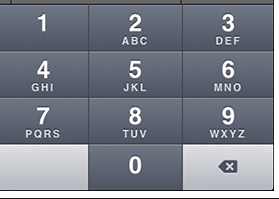 1 2 3
ABC DEF
4 5 6
GHI JKL MNO
7 8 9
PQRS TUV WXYZ
0